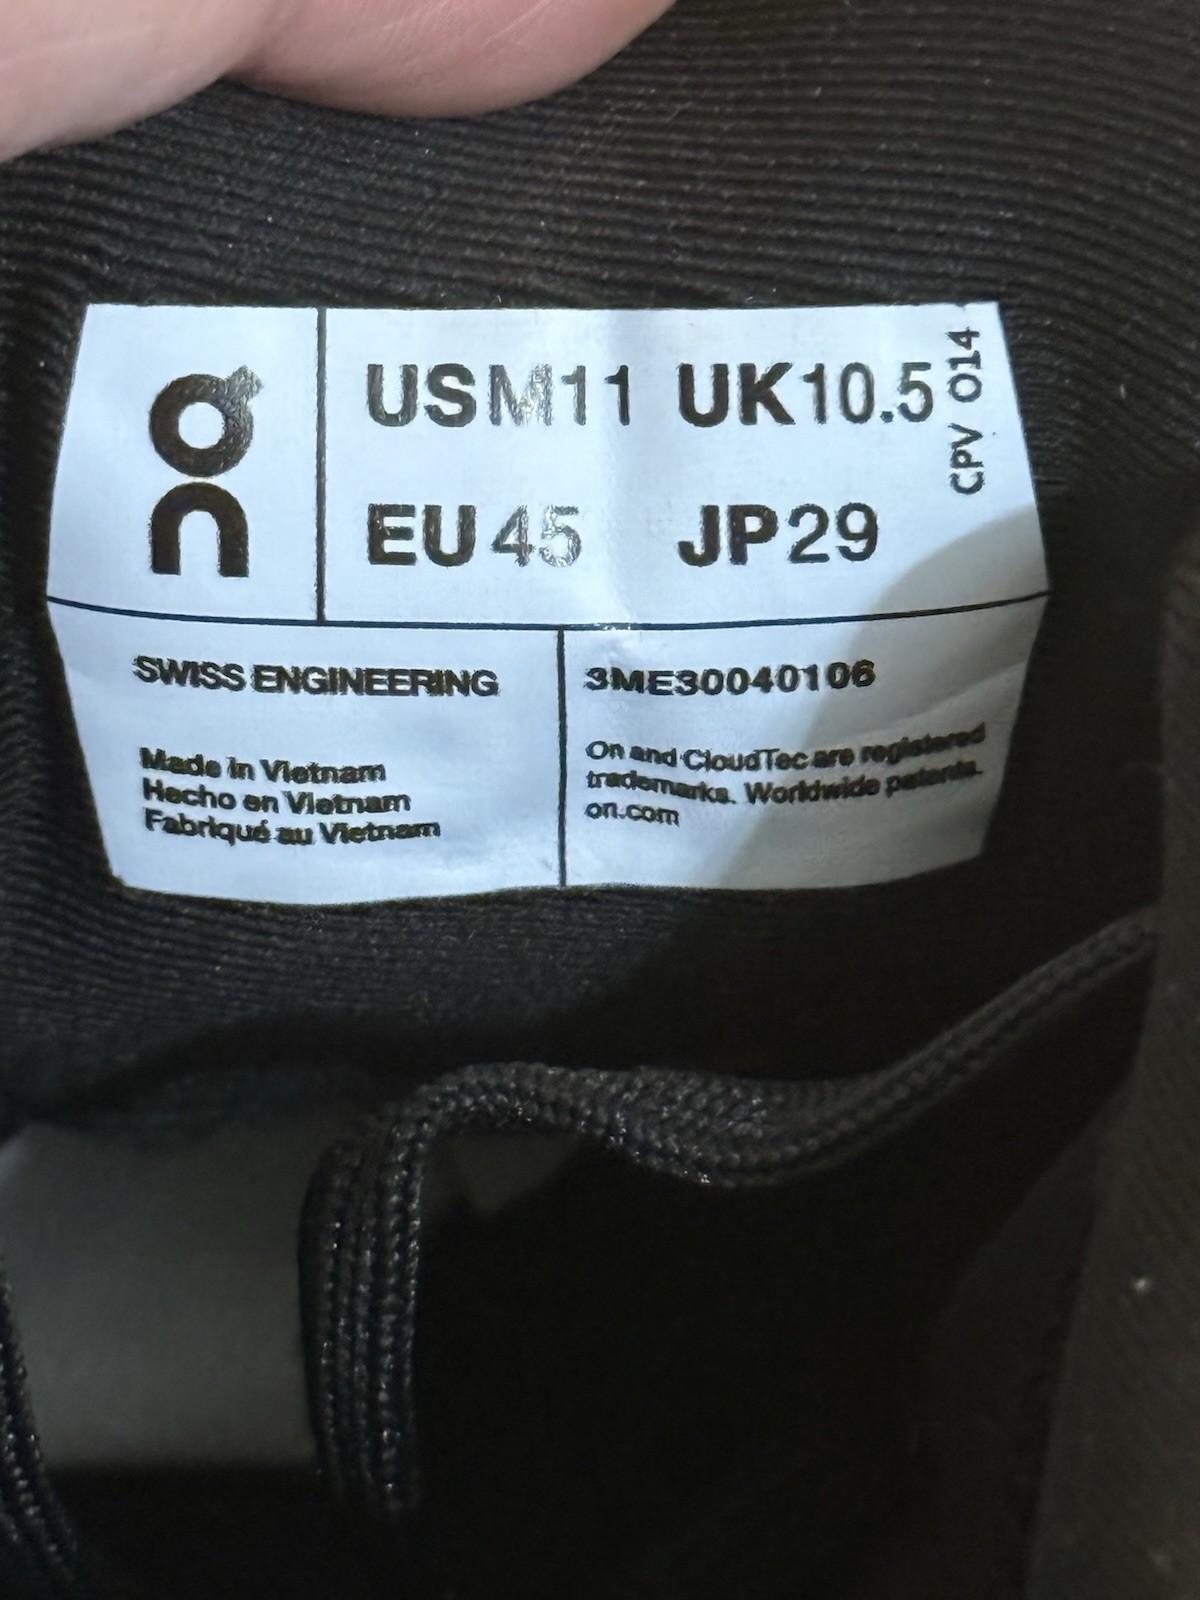 on
USM11 UK10.5
EU45 JP29
CPV 014
SWISS ENGINEERING
Made in Vietnam
Hecho en Vietnam
Fabriqué au Vietnam
3ME30040106
On and CloudTec are registered
trademarks. Worldwide patents.
on.com